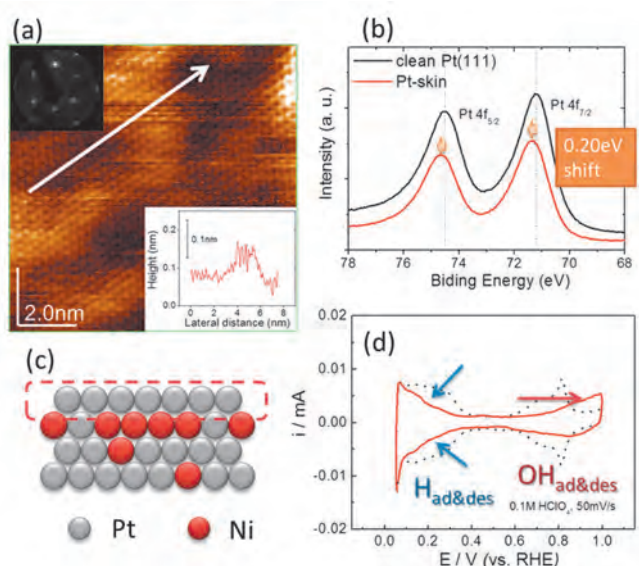 (a)
2.0nm
Height (nm)
0.2
0.1
0.0
0.1nm
0 2 4 6 8
Lateral distance (nm)
(b)
clean Pt(111)
Pt-skin
Pt 4f5/2
Pt 4f7/2
0.20eV
shift
Intensity (a. u.)
78 76 74 72 70 68
Biding Energy (eV)
(c)
Pt
Ni
(d)
0.02
0.01
0.00
-0.01
-0.02
i / mA
Had&des
OHad&des
0.1M HClO4, 50mV/s
0.0 0.2 0.4 0.6 0.8 1.0
E / V (vs. RHE)